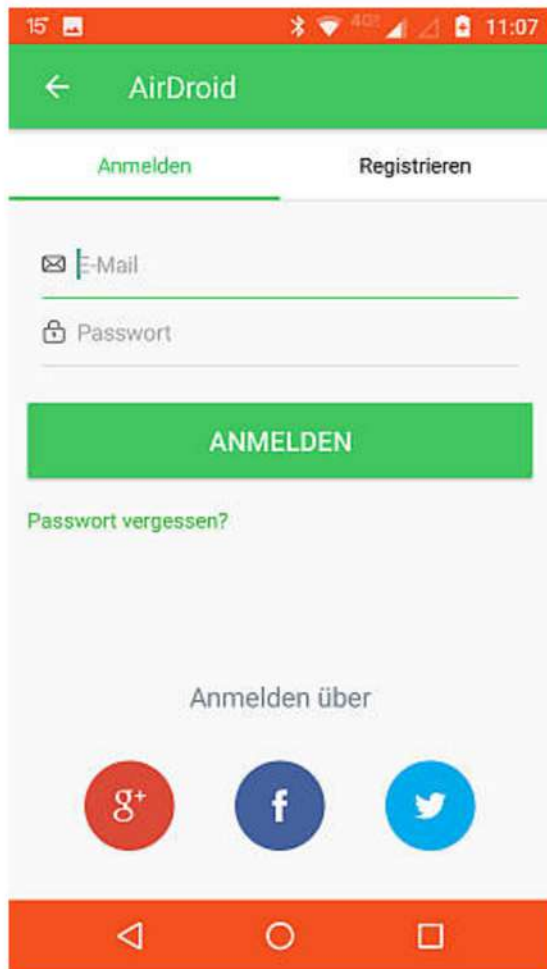 15° 11:07
AirDroid
Anmelden Registrieren
E-Mail
Passwort
ANMELDEN
Passwort vergessen?
Anmelden über
g+ f